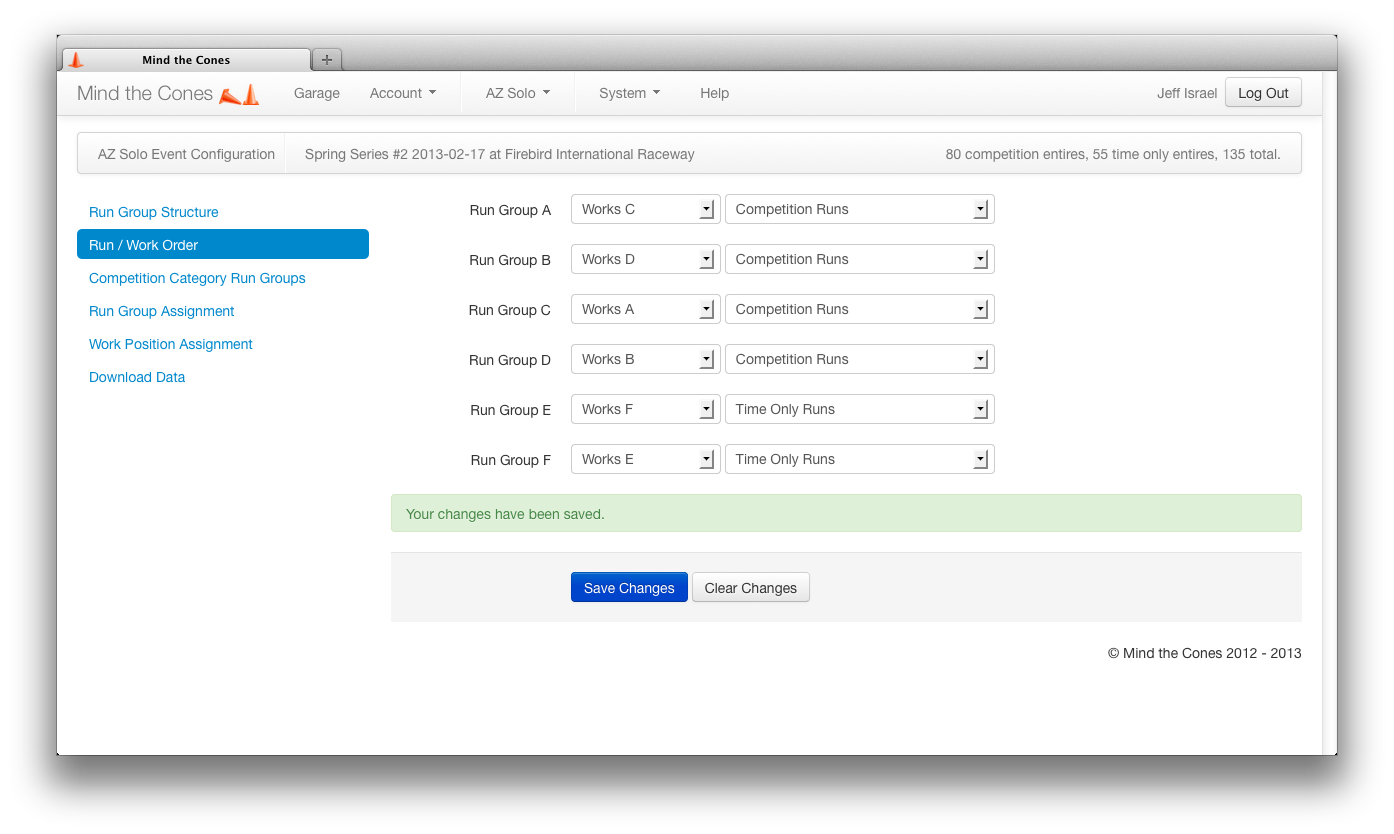 Mind the Cones
+
Mind the Cones Garage Account AZ Solo System Help Jeff Israel Log Out
AZ Solo Event Configuration Spring Series #2 2013-02-17 at Firebird International Raceway 80 competition entires, 55 time only entires, 135 total.
Run Group Structure
Run / Work Order
Competition Category Run Groups
Run Group Assignment
Work Position Assignment
Download Data
Run Group A Works C Competition Runs
Run Group B Works D Competition Runs
Run Group C Works A Competition Runs
Run Group D Works B Competition Runs
Run Group E Works F Time Only Runs
Run Group F Works E Time Only Runs
Your changes have been saved.
Save Changes Clear Changes
© Mind the Cones 2012 - 2013